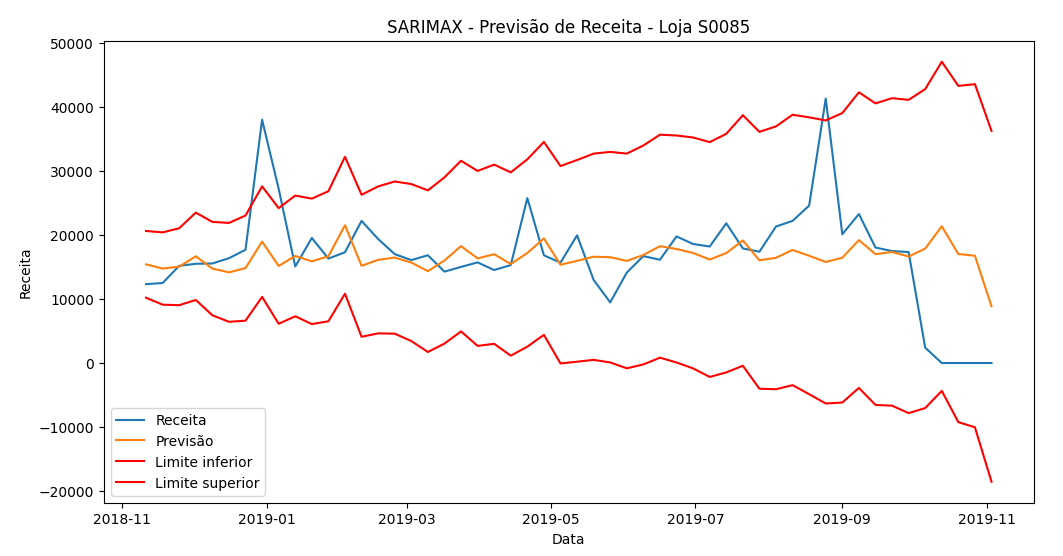 SARIMAX - Previsão de Receita - Loja S0085
Receita
50000
40000
30000
20000
10000
0
−10000
−20000
Receita
Previsão
Limite inferior
Limite superior
2018-11
2019-01
2019-03
2019-05
2019-07
2019-09
2019-11
Data